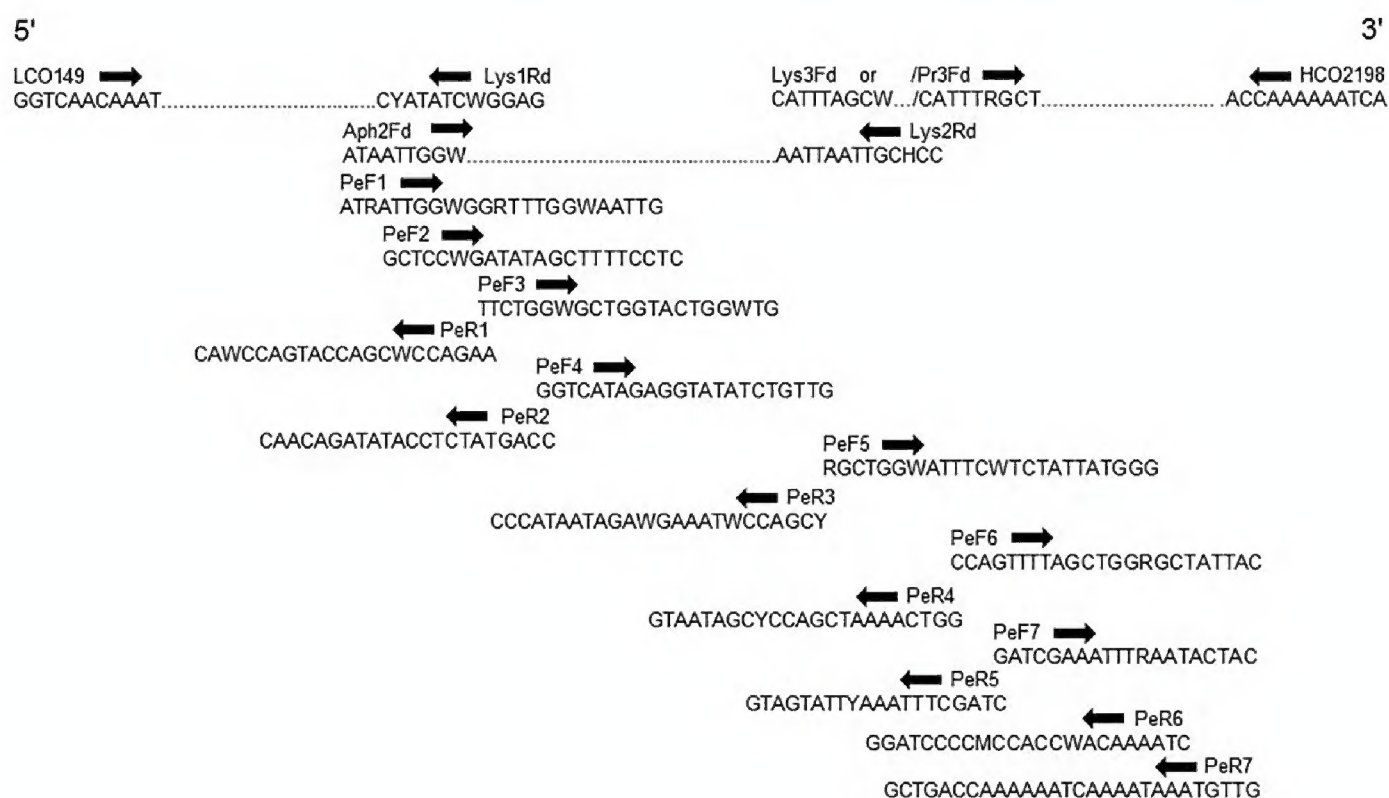 5' 3'
LCO149 Lys1Rd Lys3Fd or /Pr3Fd HCO2198
GGTCAACAAAT CYATATCWGGAG CATTTAGCW.../CATTTRGCT ACCAAAAAATCA
Aph2Fd Lys2Rd
ATAATTGGW AATTAATTGCHCC
PeF1
ATRATTGGWGGRTTTGGWAATTG
PeF2
GCTCCWGATATAGCTTTTCCTC
PeF3
TTCTGGWGCTGGTACTGGWTG
PeR1
CAWCCAGTACCAGCWCCAGAA
PeF4
GGTCATAGAGGTATATCTGTTG
PeR2
CAACAGATATACCTCTATGACC
PeF5
RGCTGGWATTTCWTCTATTATGGG
PeR3
CCCATAATAGAWGAAATWCCAGCY
PeF6
CCAGTTTTAGCTGGRGCTATTAC
PeR4
GTAATAGCYCCAGCTAAAACTGG
PeF7
GATCGAAATTTRAATACTAC
PeR5
GTAGTATTYAAATTTCGATC
PeR6
GGATCCCCMCCACCWACAAAATC
PeR7
GCTGACCAAAAAATCAAAATAAATGTTG